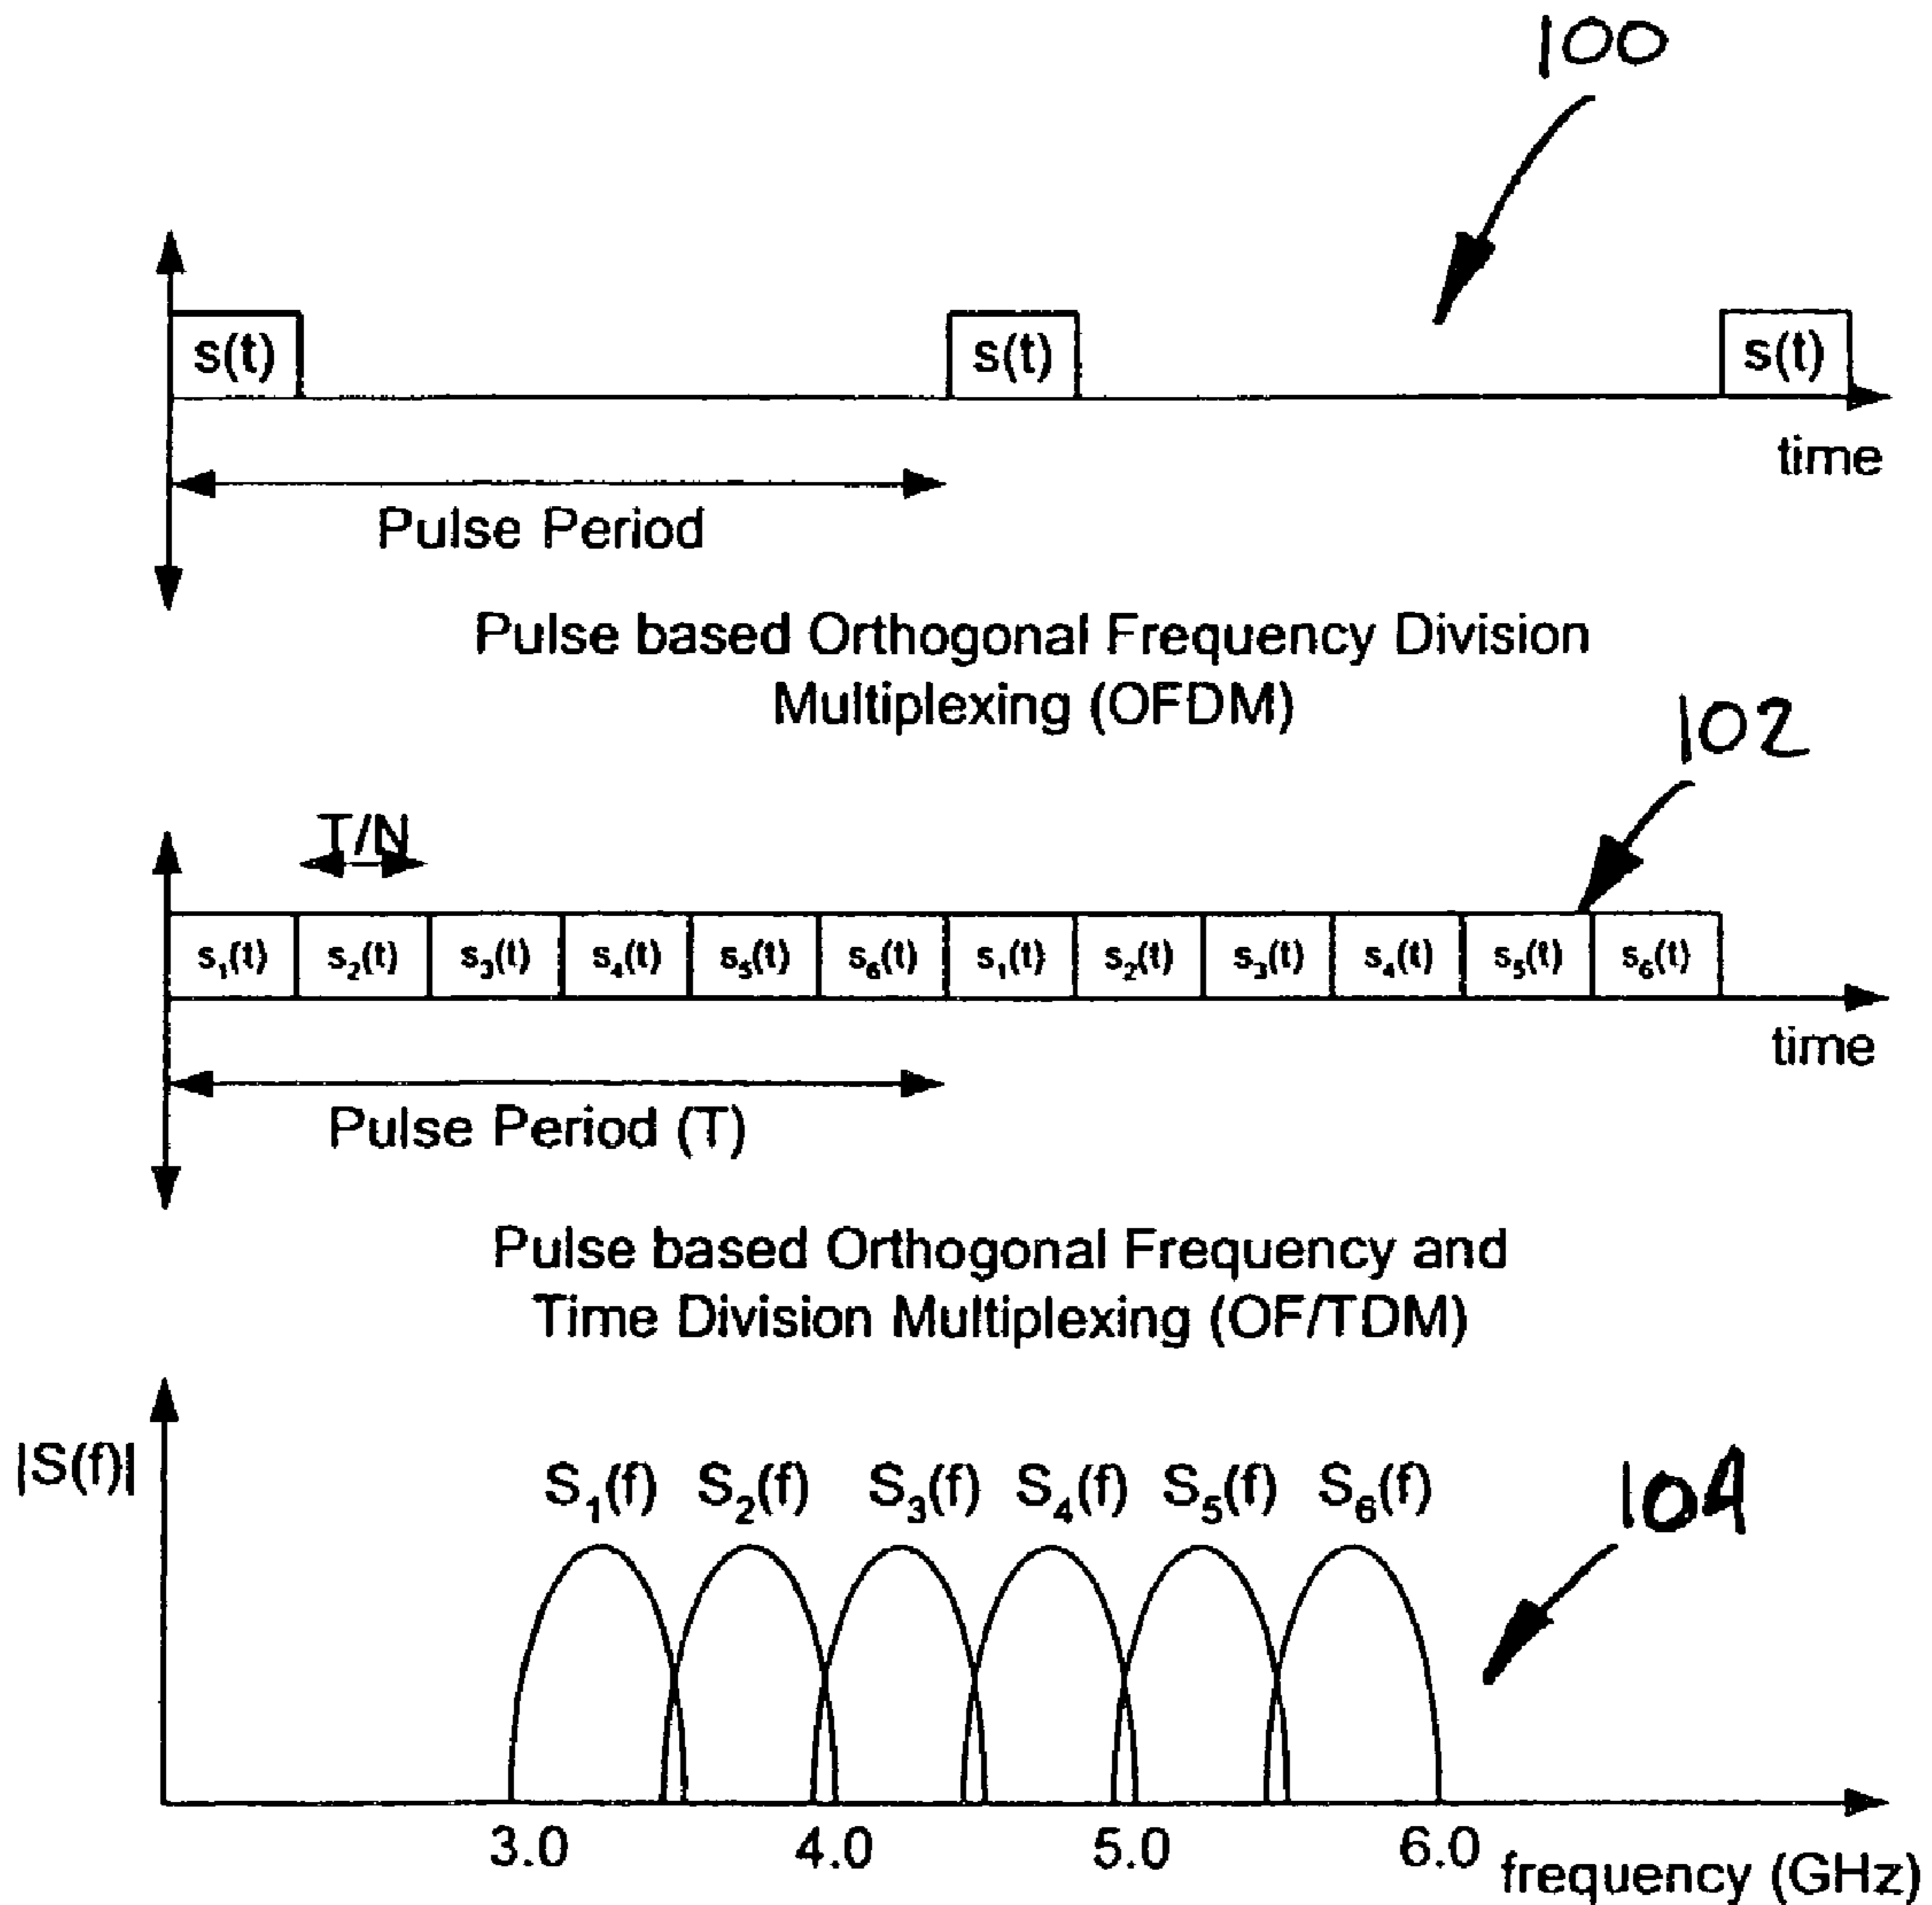 100
s(t) s(t) s(t)
time
Pulse Period
Pulse based Orthogonal Frequency Division
Multiplexing (OFDM)
102
T/N
s₁(t) s₂(t) s₃(t) s₄(t) s₅(t) s₆(t) s₁(t) s₂(t) s₃(t) s₄(t) s₅(t) s₆(t)
time
Pulse Period (T)
Pulse based Orthogonal Frequency and
Time Division Multiplexing (OF/TDM)
|S(f)|
S₁(f) S₂(f) S₃(f) S₄(f) S₅(f) S₆(f)
104
3.0 4.0 5.0 6.0
frequency (GHz)